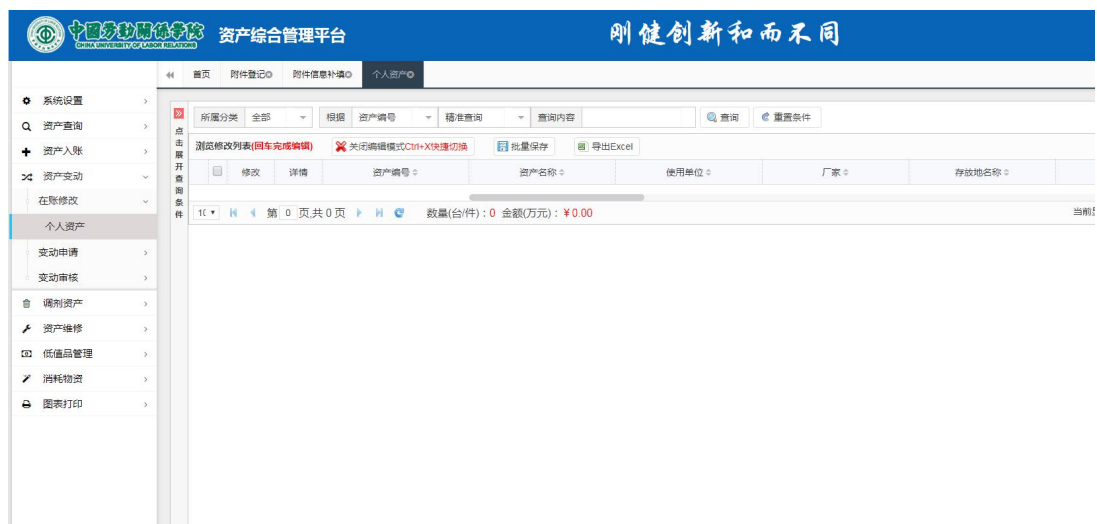 中國劳動關係学院 资产综合管理平台 刚健创新和而不同
CHINA UNIVERSITY OF LABOR RELATIONS
首页 附件登记 附件信息补填 个人资产
系统设置
资产查询
资产入账
资产变动
在账修改
个人资产
变动申请
变动审核
调剂资产
资产维修
低值品管理
消耗物资
图表打印
点击展开查询条件
所属分类 全部 根据 资产编号 精准查询 查询内容 查询 重置条件
浏览修改列表(回车完成编辑) 关闭编辑模式Ctrl+X快捷切换 批量保存 导出Excel
修改 详情 资产编号 资产名称 使用单位 厂家 存放地名称
第 0 页,共 0 页 数量(台/件) : 0 金额(万元) : ¥0.00 当前